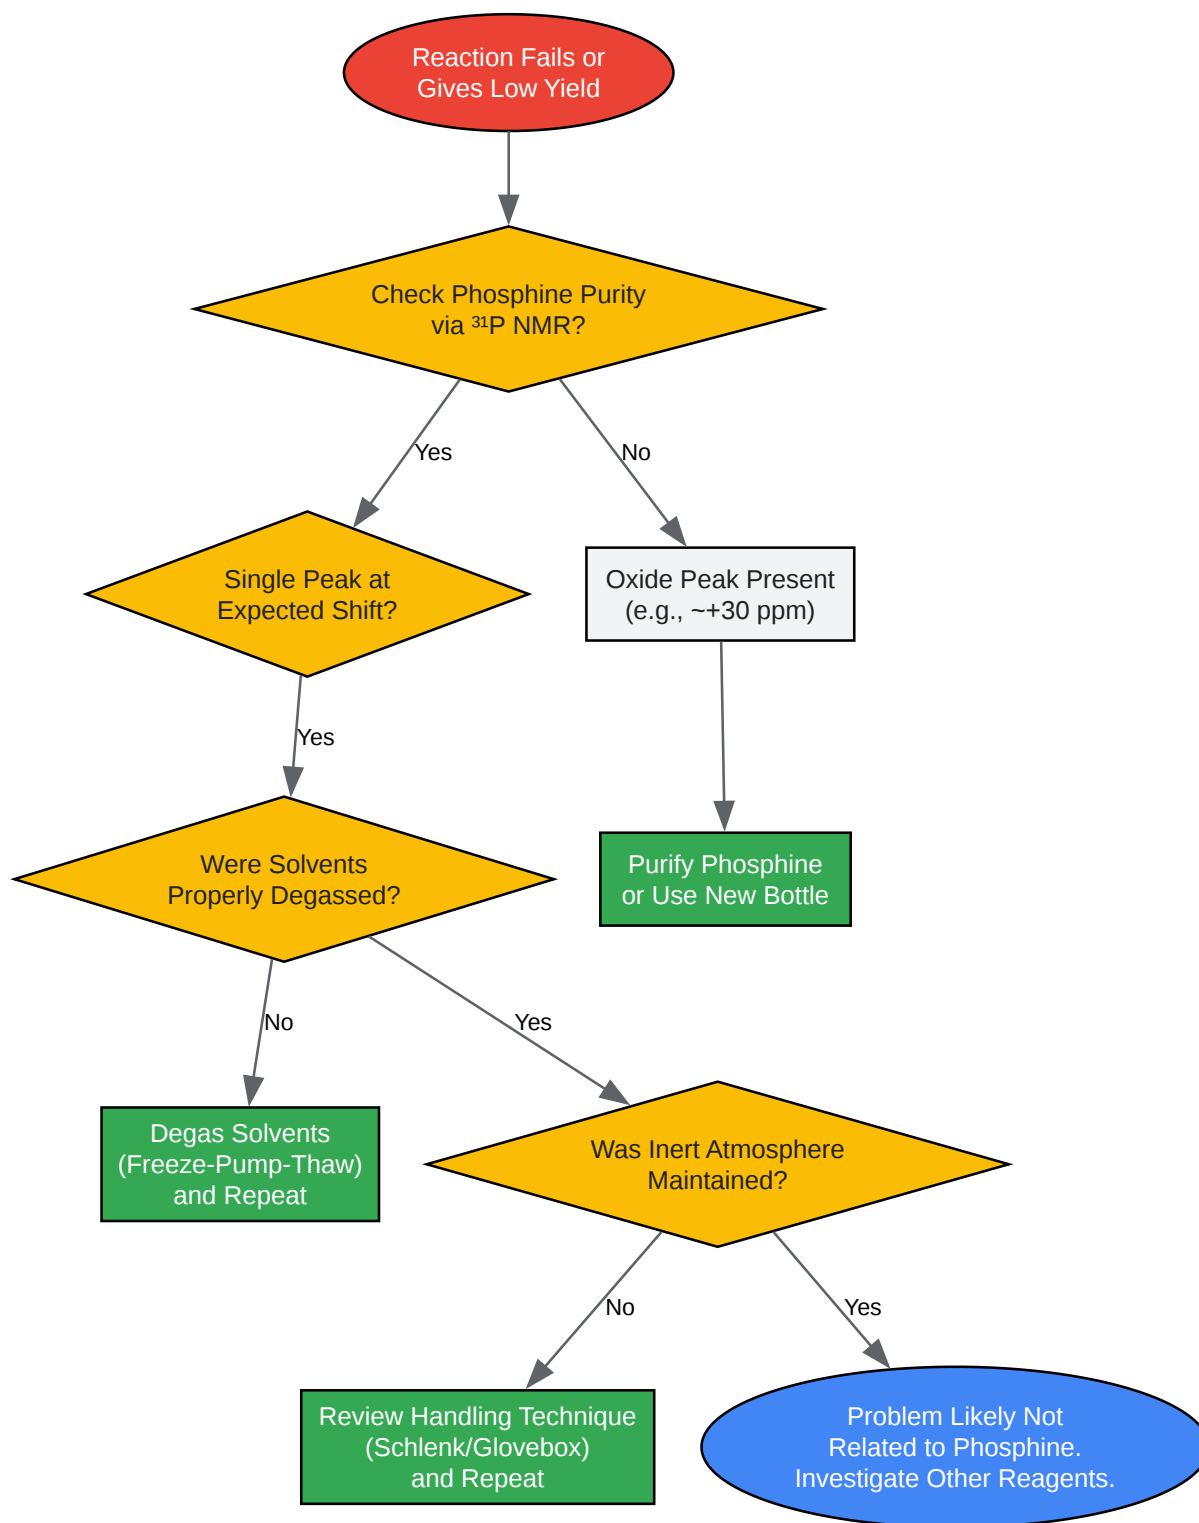 Reaction Fails or
Gives Low Yield
Check Phosphine Purity
via ³¹P NMR?
Yes
No
Single Peak at
Expected Shift?
Oxide Peak Present
(e.g., ~+30 ppm)
Yes
Were Solvents
Properly Degassed?
Purify Phosphine
or Use New Bottle
No
Yes
Degas Solvents
(Freeze-Pump-Thaw)
and Repeat
Was Inert Atmosphere
Maintained?
No
Yes
Review Handling Technique
(Schlenk/Glovebox)
and Repeat
Problem Likely Not
Related to Phosphine.
Investigate Other Reagents.